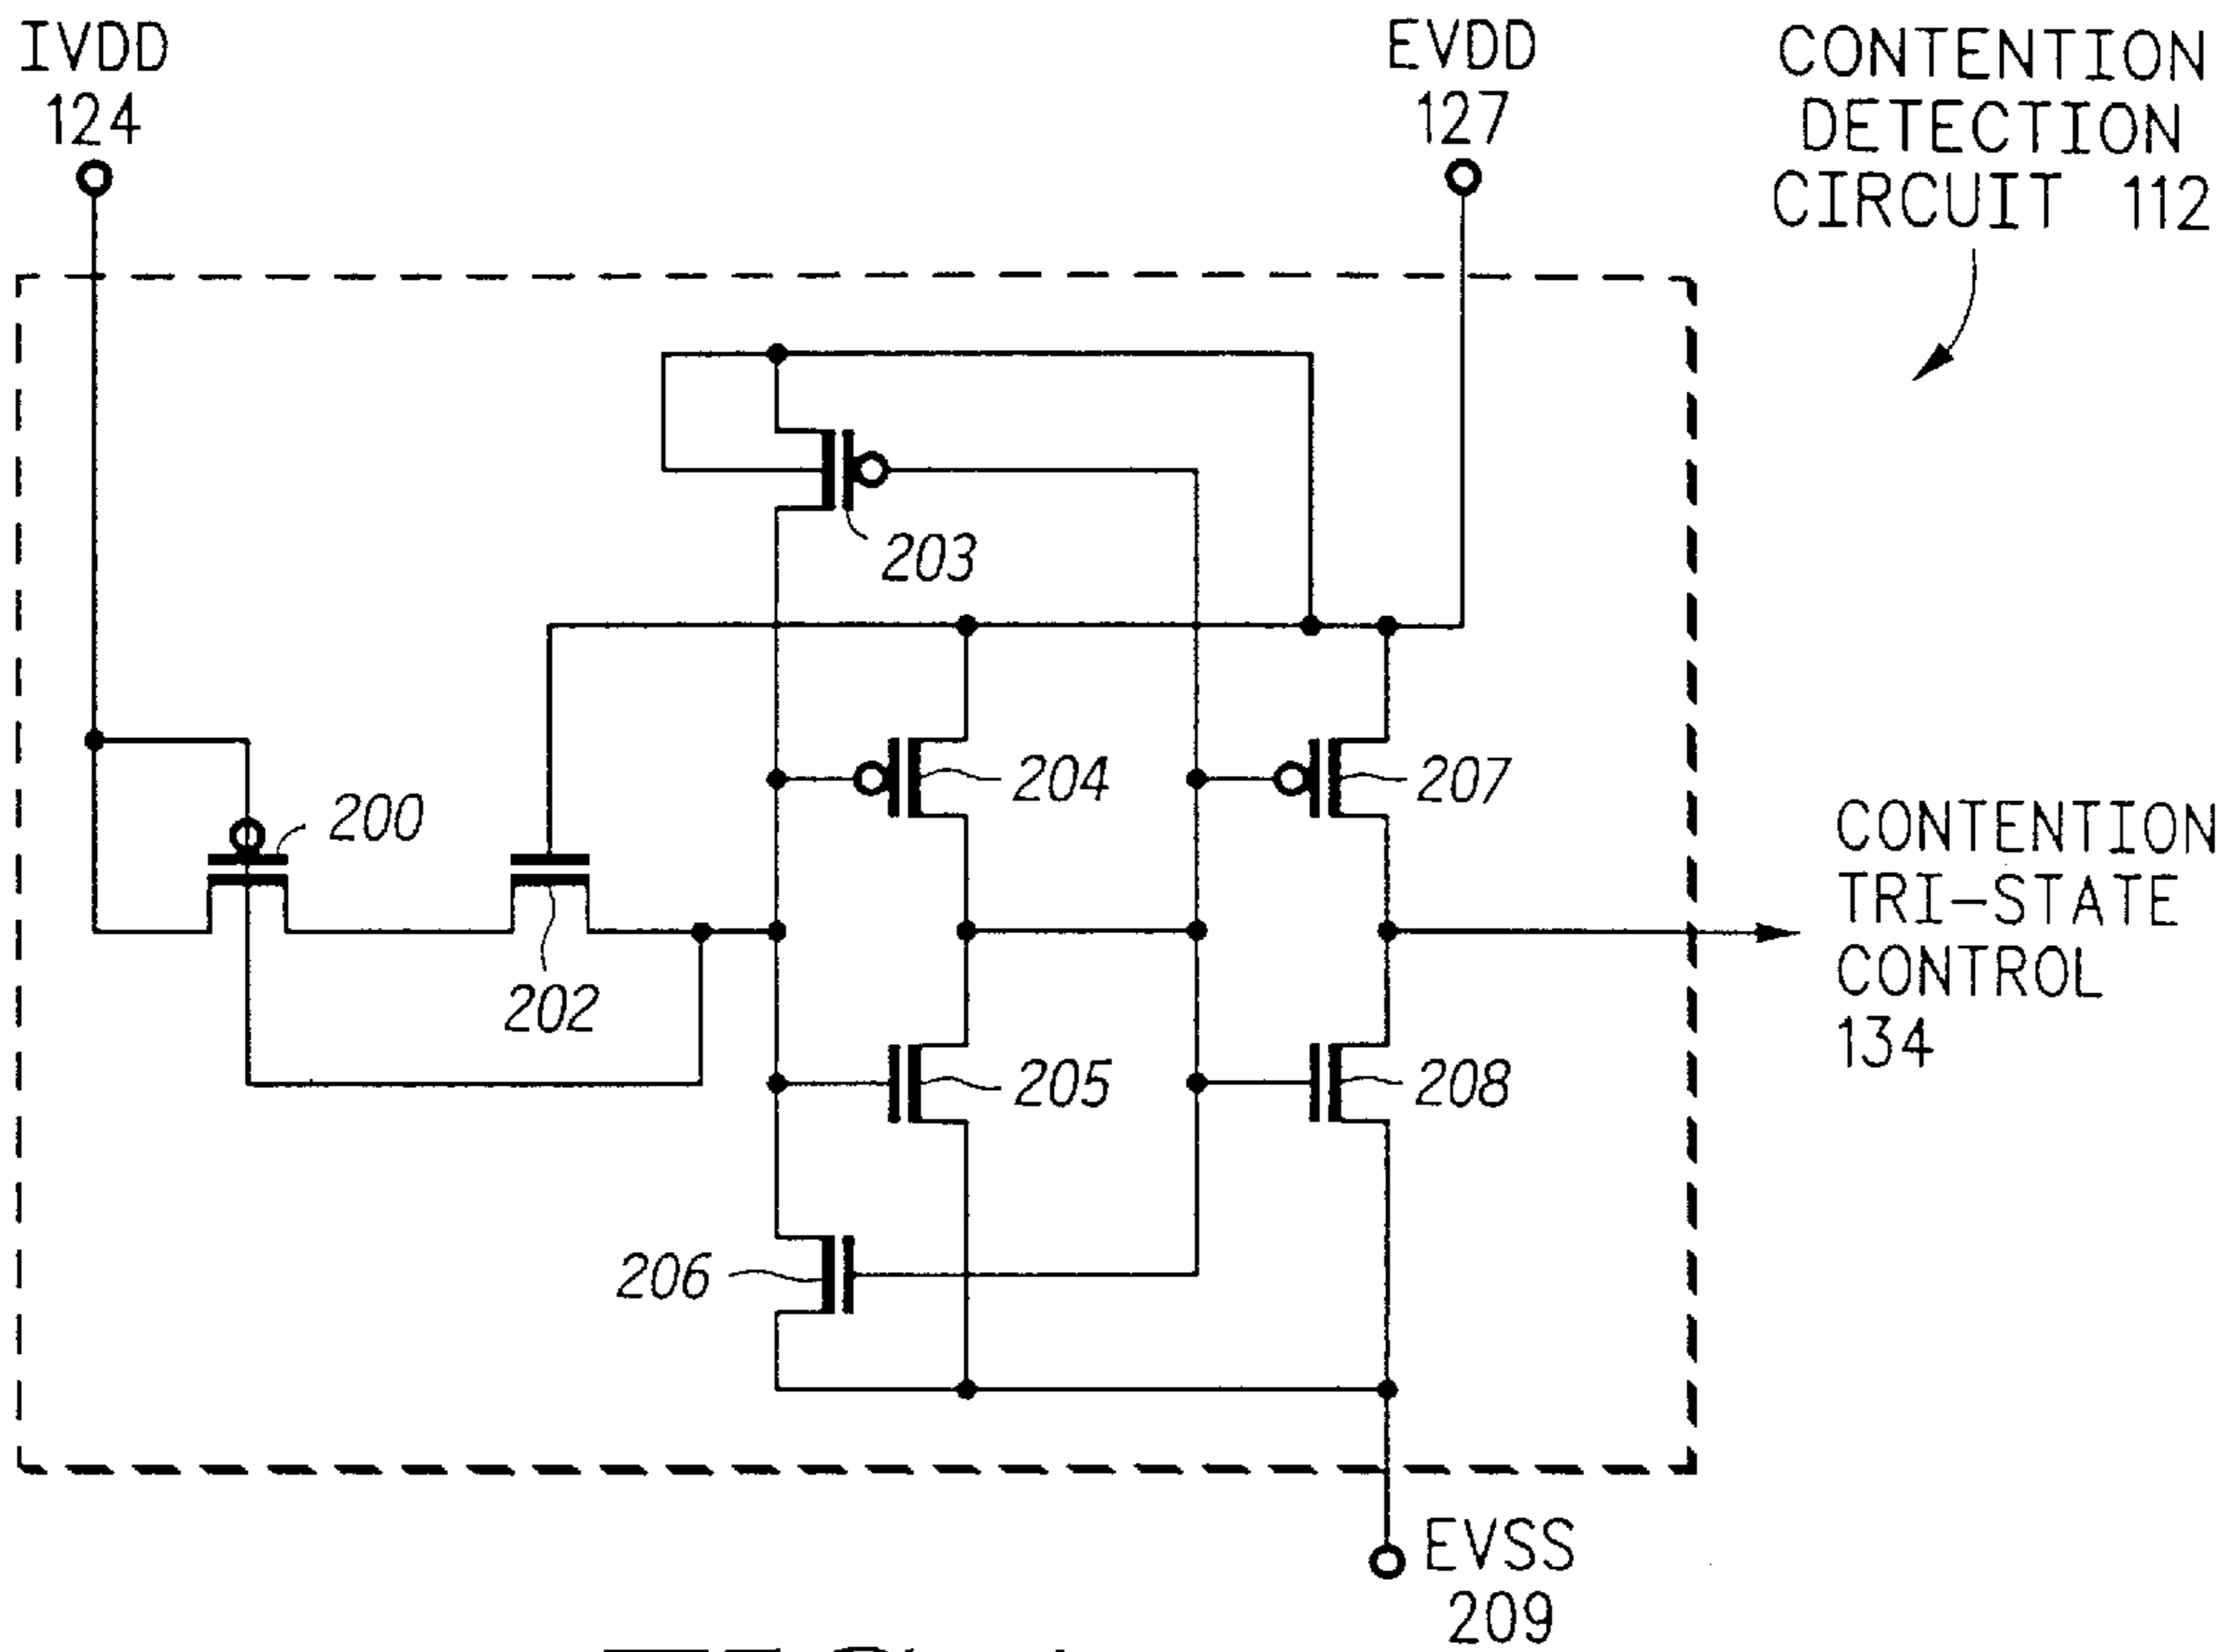 IVDD
124
EVDD
127
CONTENTION
DETECTION
CIRCUIT 112
203
204
207
200
202
CONTENTION
TRI-STATE
CONTROL
134
205
208
206
EVSS
209